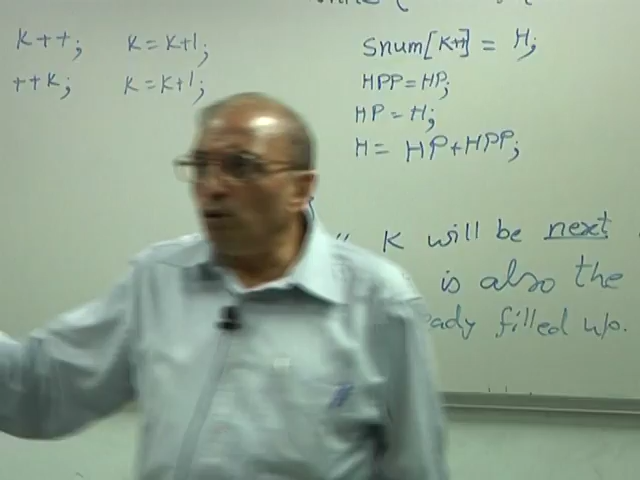 K++; K=K+1;
++K; K=K+1;
Snum[K++] = H;
HPP=HP;
HP=H;
H= HP+HPP;
// K will be next
is also the
filled